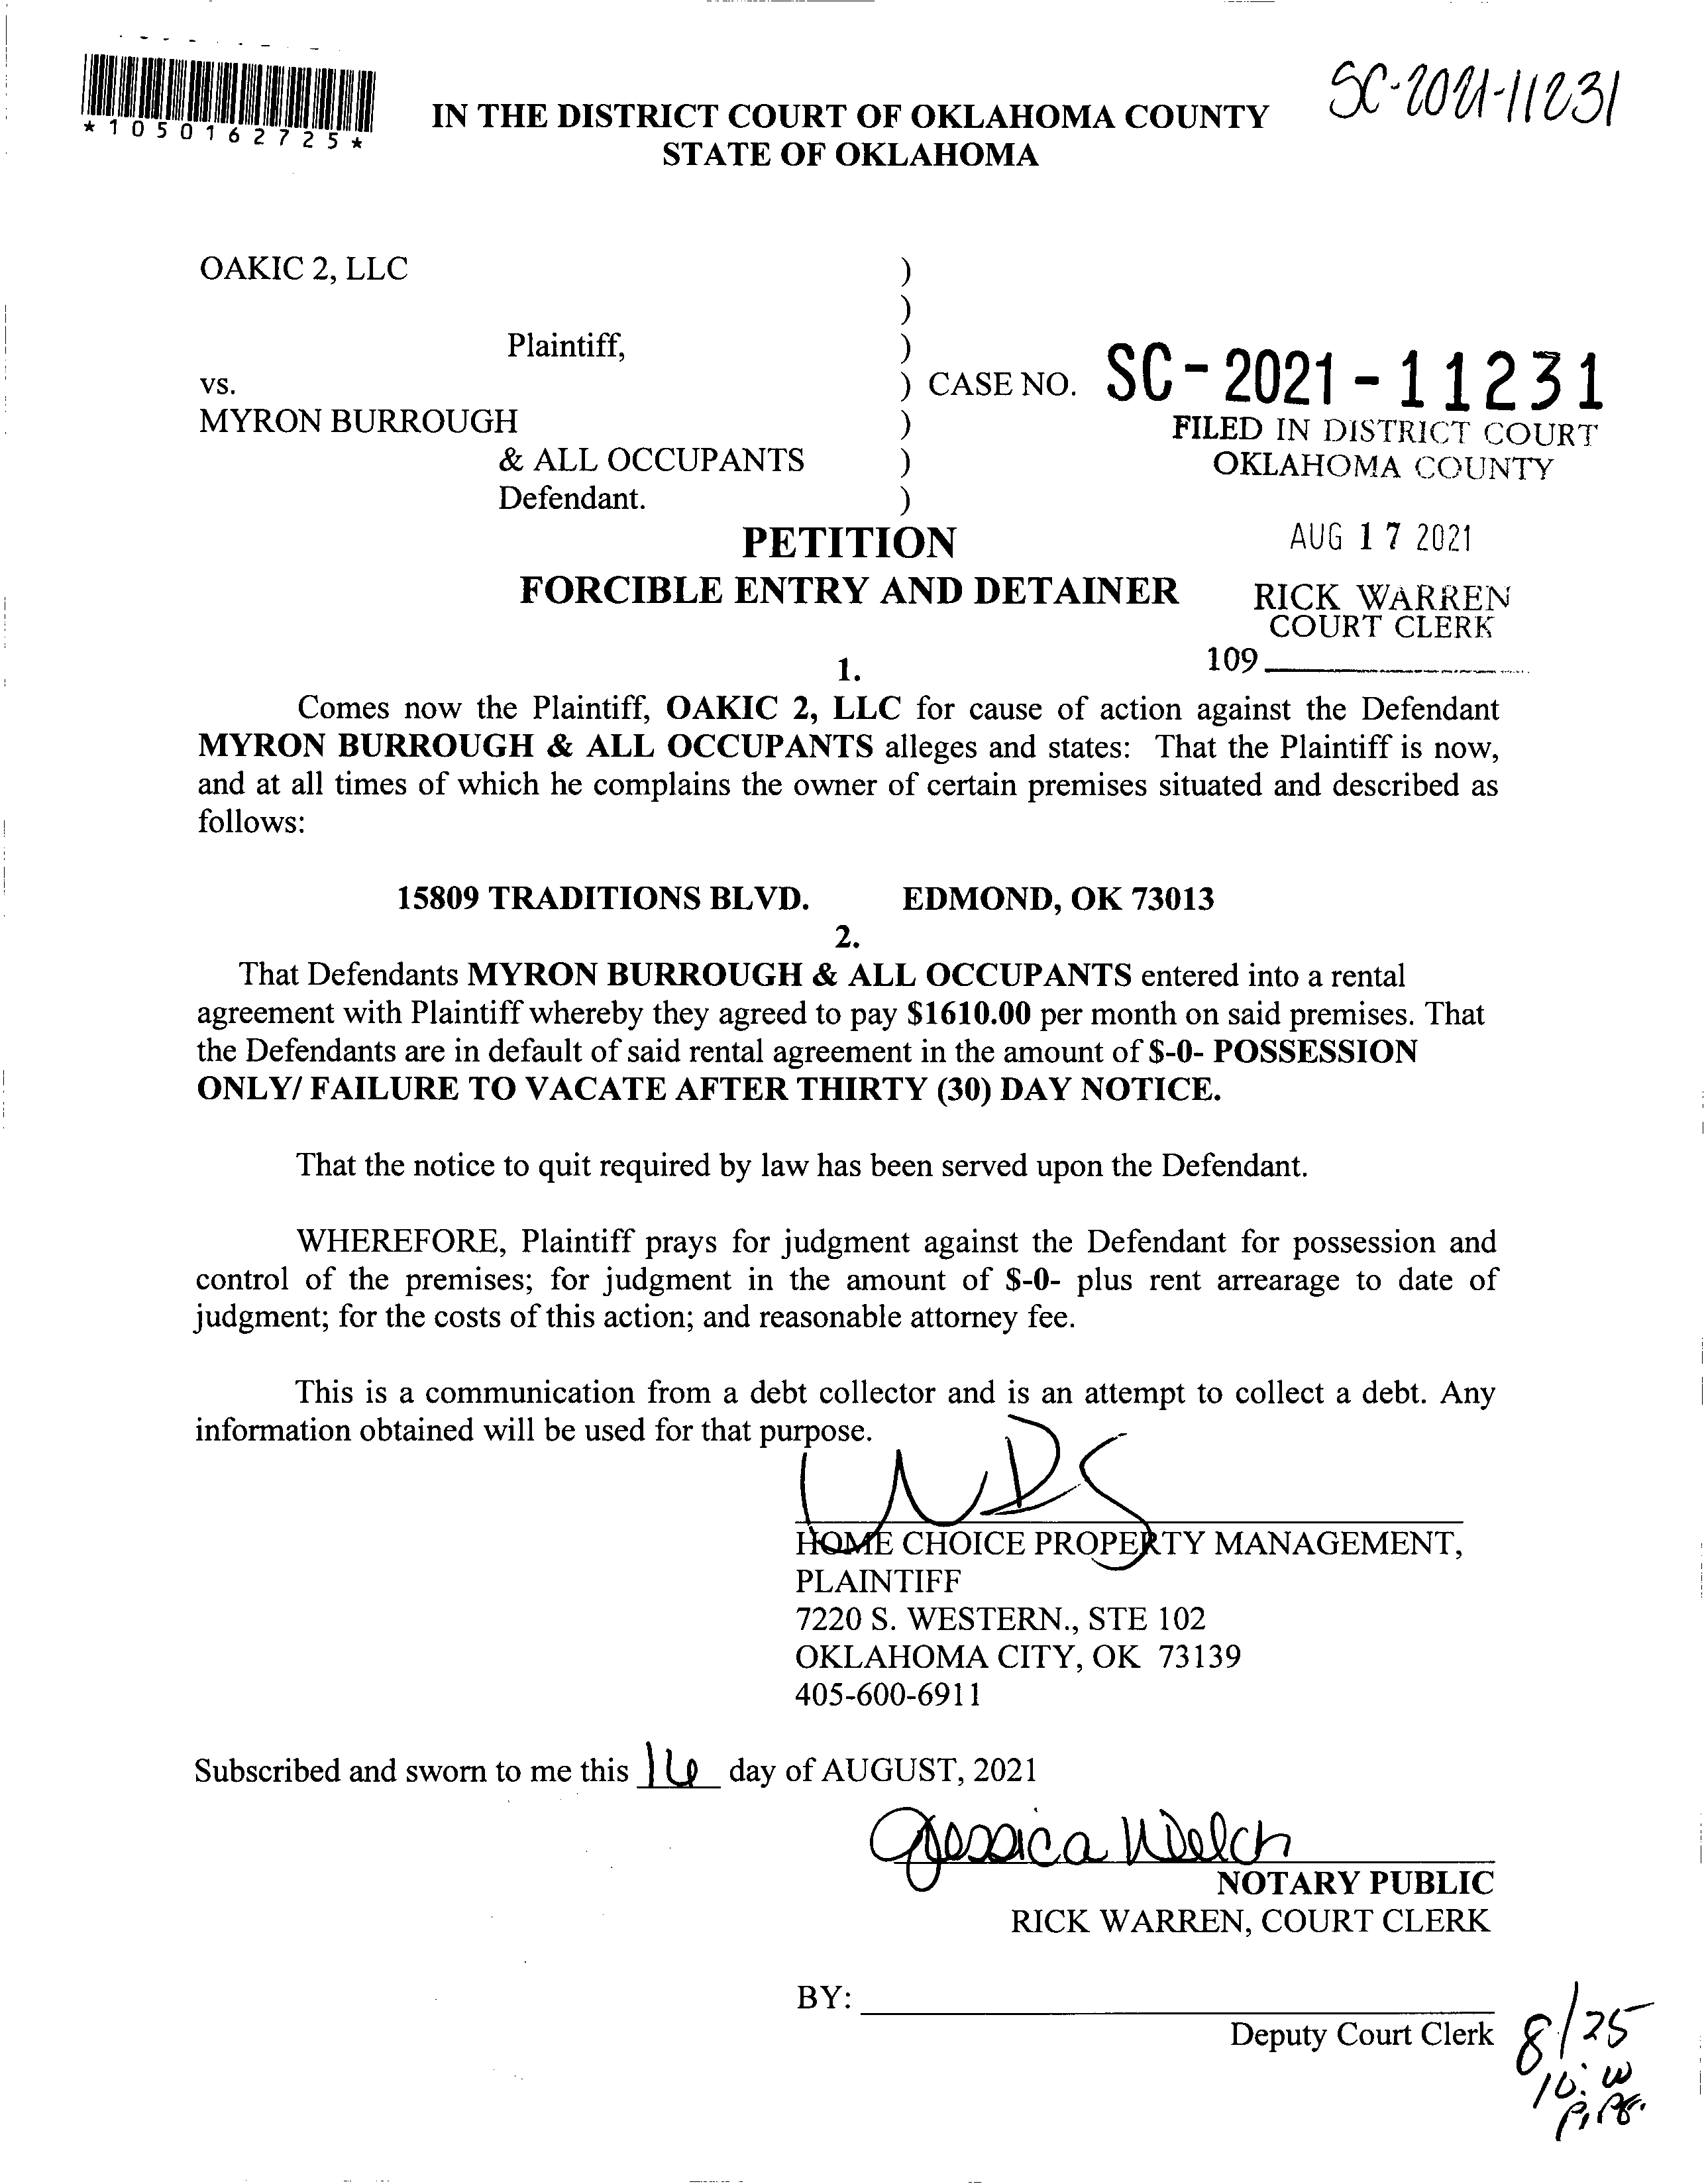 *1050162725*
SC-2021-11231
IN THE DISTRICT COURT OF OKLAHOMA COUNTY
STATE OF OKLAHOMA
OAKIC 2, LLC )
)
Plaintiff, )
vs. ) CASE NO. SC-2021-11231
MYRON BURROUGH )
FILED IN DISTRICT COURT
& ALL OCCUPANTS )
OKLAHOMA COUNTY
Defendant. )
PETITION
AUG 17 2021
FORCIBLE ENTRY AND DETAINER
RICK WARREN
COURT CLERK
109
1.
Comes now the Plaintiff, OAKIC 2, LLC for cause of action against the Defendant
MYRON BURROUGH & ALL OCCUPANTS alleges and states: That the Plaintiff is now,
and at all times of which he complains the owner of certain premises situated and described as
follows:
15809 TRADITIONS BLVD. EDMOND, OK 73013
2.
That Defendants MYRON BURROUGH & ALL OCCUPANTS entered into a rental
agreement with Plaintiff whereby they agreed to pay $1610.00 per month on said premises. That
the Defendants are in default of said rental agreement in the amount of $-0- POSSESSION
ONLY/ FAILURE TO VACATE AFTER THIRTY (30) DAY NOTICE.
That the notice to quit required by law has been served upon the Defendant.
WHEREFORE, Plaintiff prays for judgment against the Defendant for possession and
control of the premises; for judgment in the amount of $-0- plus rent arrearage to date of
judgment; for the costs of this action; and reasonable attorney fee.
This is a communication from a debt collector and is an attempt to collect a debt. Any
information obtained will be used for that purpose.
HOME CHOICE PROPERTY MANAGEMENT,
PLAINTIFF
7220 S. WESTERN., STE 102
OKLAHOMA CITY, OK 73139
405-600-6911
Subscribed and sworn to me this 16 day of AUGUST, 2021
Jessica Welch
NOTARY PUBLIC
RICK WARREN, COURT CLERK
BY:
Deputy Court Clerk
8/25